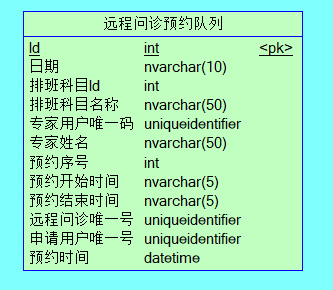 远程问诊预约队列
Id int <pk>
日期 nvarchar(10)
排班科目Id int
排班科目名称 nvarchar(50)
专家用户唯一码 uniqueidentifier
专家姓名 nvarchar(50)
预约序号 int
预约开始时间 nvarchar(5)
预约结束时间 nvarchar(5)
远程问诊唯一号 uniqueidentifier
申请用户唯一号 uniqueidentifier
预约时间 datetime